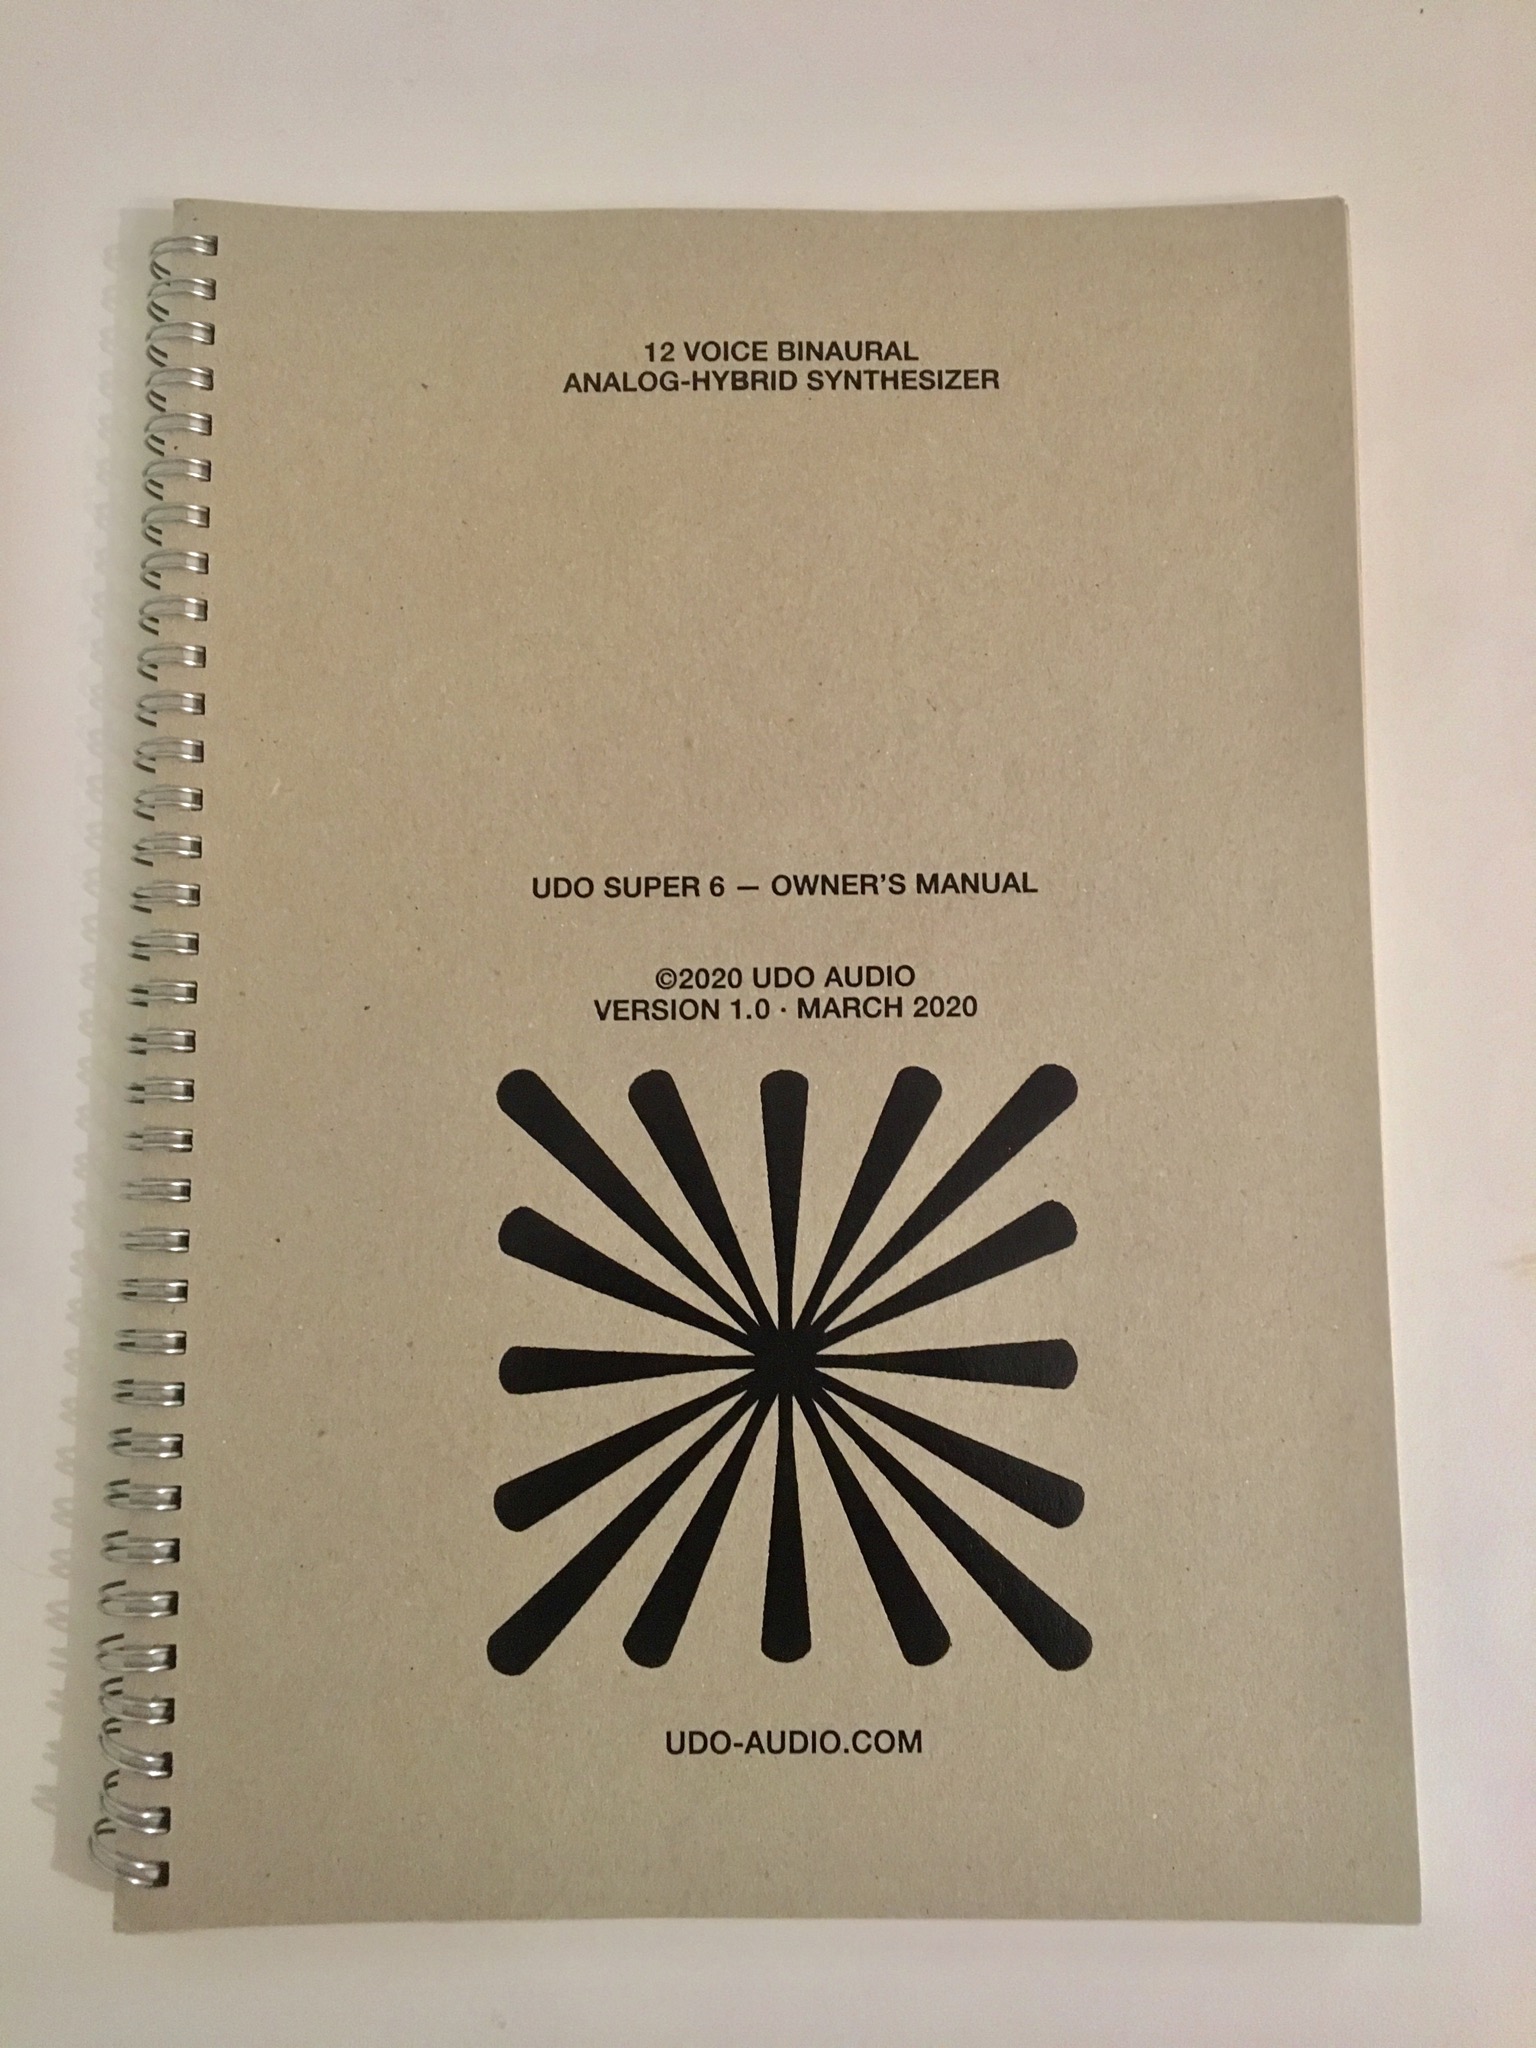 12 VOICE BINAURAL
ANALOG-HYBRID SYNTHESIZER
UDO SUPER 6 — OWNER’S MANUAL
©2020 UDO AUDIO
VERSION 1.0 · MARCH 2020
UDO-AUDIO.COM